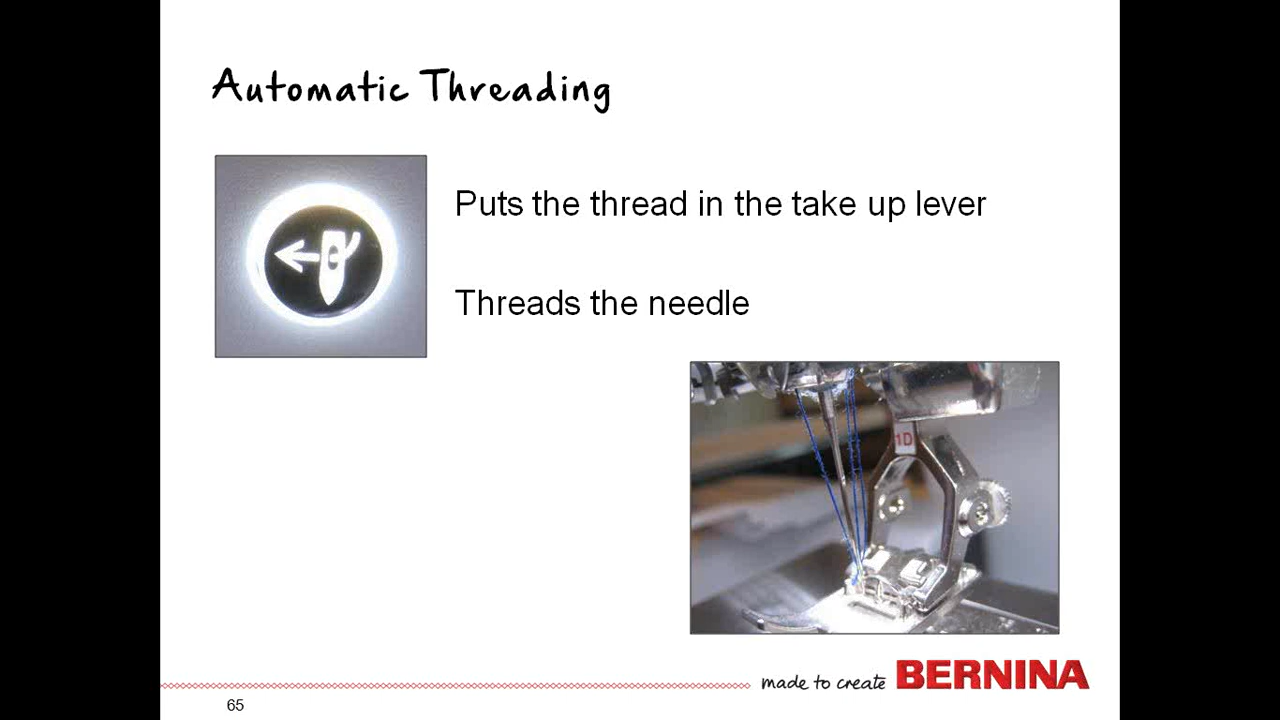 Automatic Threading
Puts the thread in the take up lever
Threads the needle
1D
made to create BERNINA
65